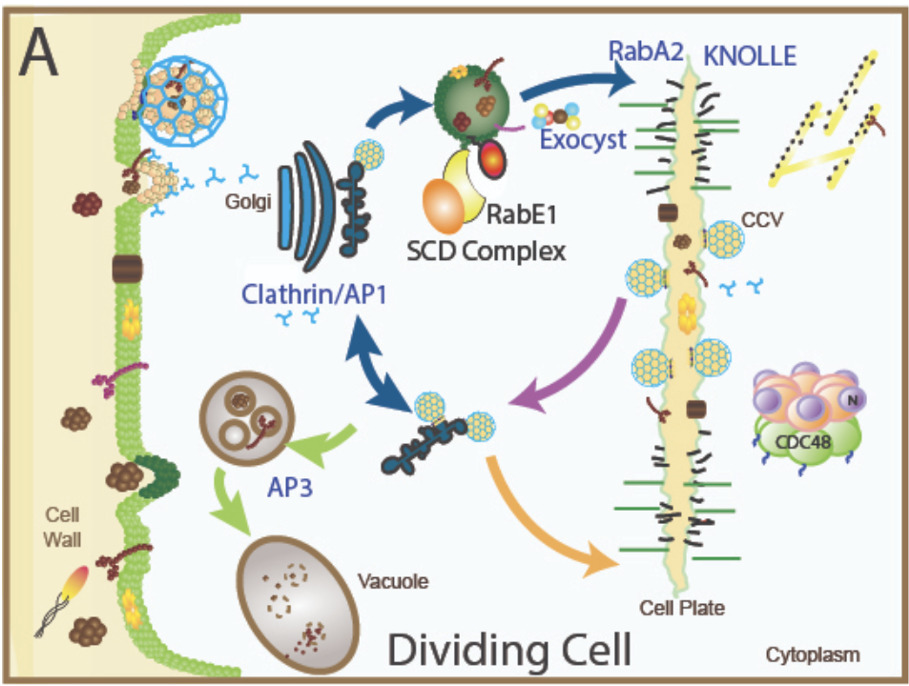 A
RabA2
KNOLLE
Exocyst
Golgi
RabE1
SCD Complex
CCV
Clathrin/AP1
N
CDC48
AP3
Cell
Wall
Vacuole
Cell Plate
Dividing Cell
Cytoplasm